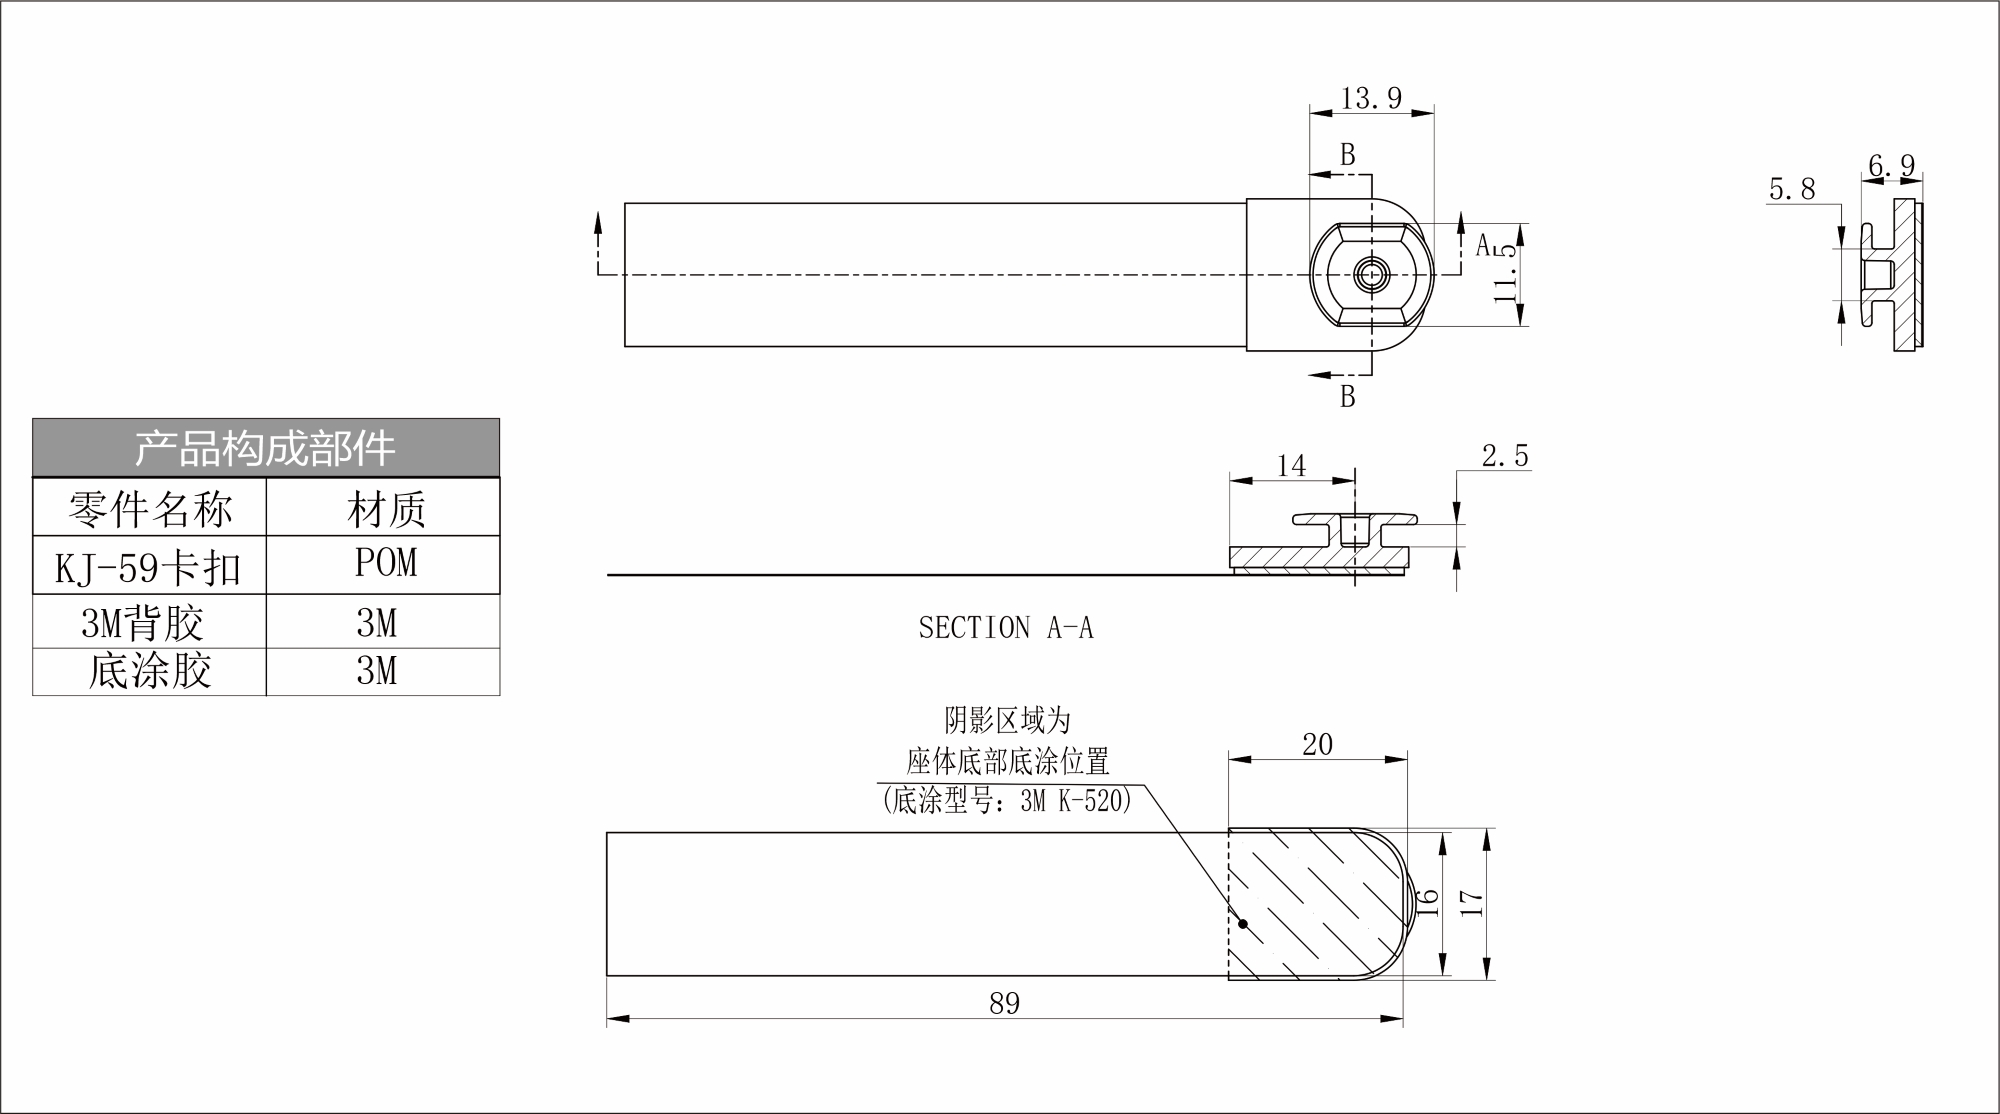 13.9
B
6.9
5.8
A
11.5
B
产品构成部件
零件名称 材质
KJ-59卡扣 POM
3M背胶 3M
底涂胶 3M
14
2.5
SECTION A-A
阴影区域为
座体底部底涂位置
(底涂型号: 3M K-520)
20
16
17
89